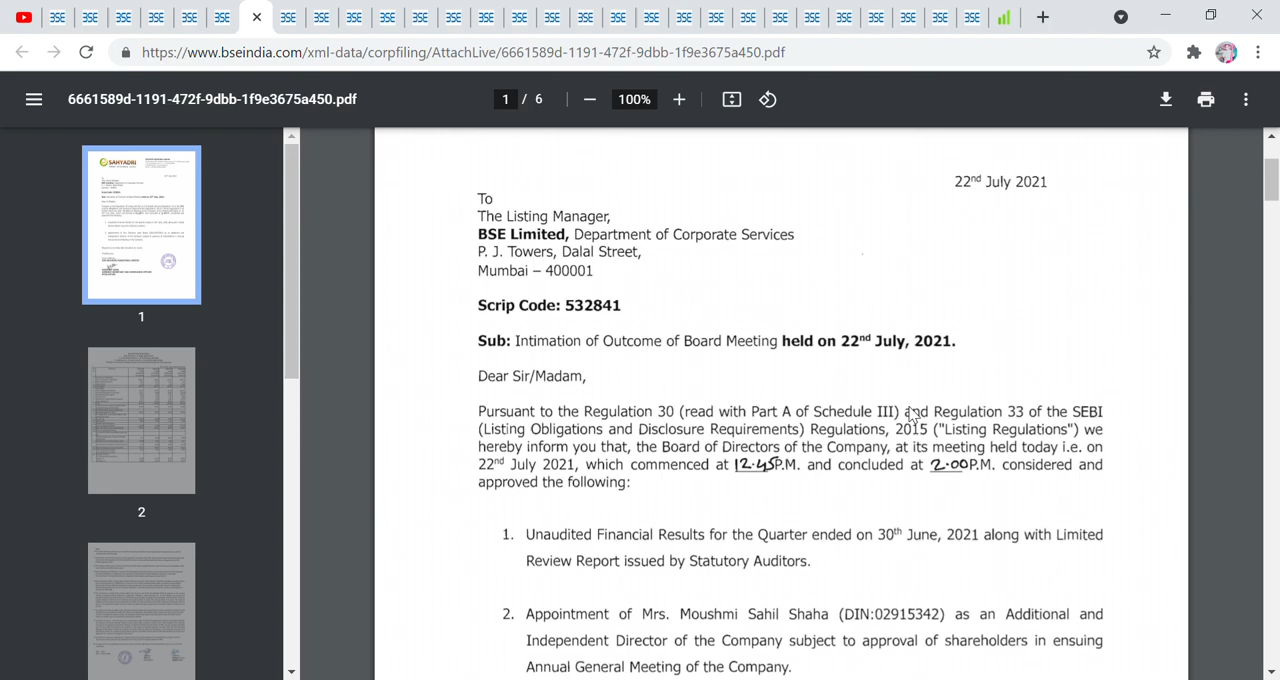 https://www.bseindia.com/xml-data/corpfiling/AttachLive/6661589d-1191-472f-9dbb-1f9e3675a450.pdf
6661589d-1191-472f-9dbb-1f9e3675a450.pdf
1 / 6
100%
SAHYADRI
1
2
22nd July 2021
To
The Listing Manager,
BSE Limited, Department of Corporate Services
P. J. Towers, Dalal Street,
Mumbai – 400001
Scrip Code: 532841
Sub: Intimation of Outcome of Board Meeting held on 22nd July, 2021.
Dear Sir/Madam,
Pursuant to the Regulation 30 (read with Part A of Schedule III) and Regulation 33 of the SEBI
(Listing Obligations and Disclosure Requirements) Regulations, 2015 ("Listing Regulations") we
hereby inform you that, the Board of Directors of the Company, at its meeting held today i.e. on
22nd July 2021, which commenced at 12.45P.M. and concluded at 2.00P.M. considered and
approved the following:
1. Unaudited Financial Results for the Quarter ended on 30th June, 2021 along with Limited
Review Report issued by Statutory Auditors.
2. Appointment of Mrs. Moushmi Sahil Shaha (DIN:02915342) as an Additional and
Independent Director of the Company subject to approval of shareholders in ensuing
Annual General Meeting of the Company.